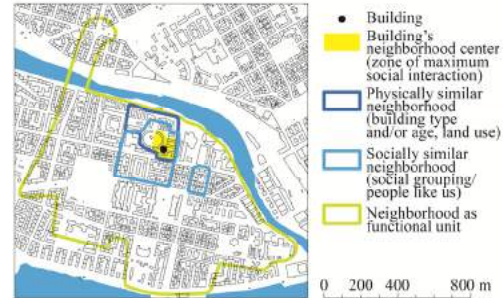 Building
Building's
neighborhood center
(zone of maximum
social interaction)
Physically similar
neighborhood
(building type
and/or age, land use)
Socially similar
neighborhood
(social grouping/
people like us)
Neighborhood as
functional unit
0 200 400 800 m